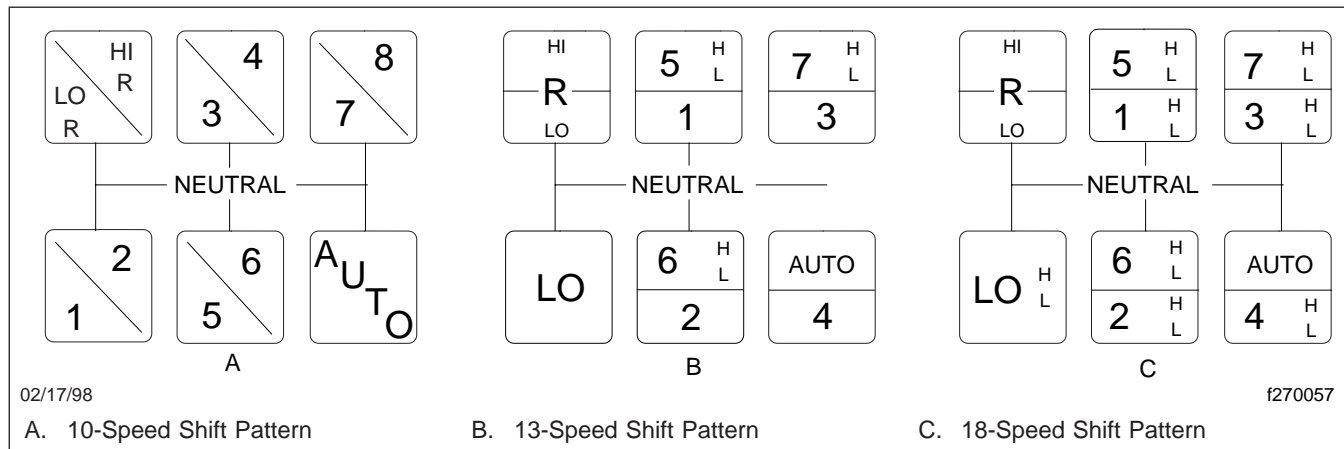 HI
R
LO
R
4
3
8
7
NEUTRAL
2
1
6
5
AUTO
A
HI
R
LO
5 H
L
1
7 H
L
3
NEUTRAL
LO
6 H
L
2
AUTO
4
B
HI
R
LO
5 H
L
1 H
L
7 H
L
3 H
L
NEUTRAL
LO H
L
6 H
L
2 H
L
AUTO
4 H
L
C
02/17/98
f270057
A. 10-Speed Shift Pattern
B. 13-Speed Shift Pattern
C. 18-Speed Shift Pattern